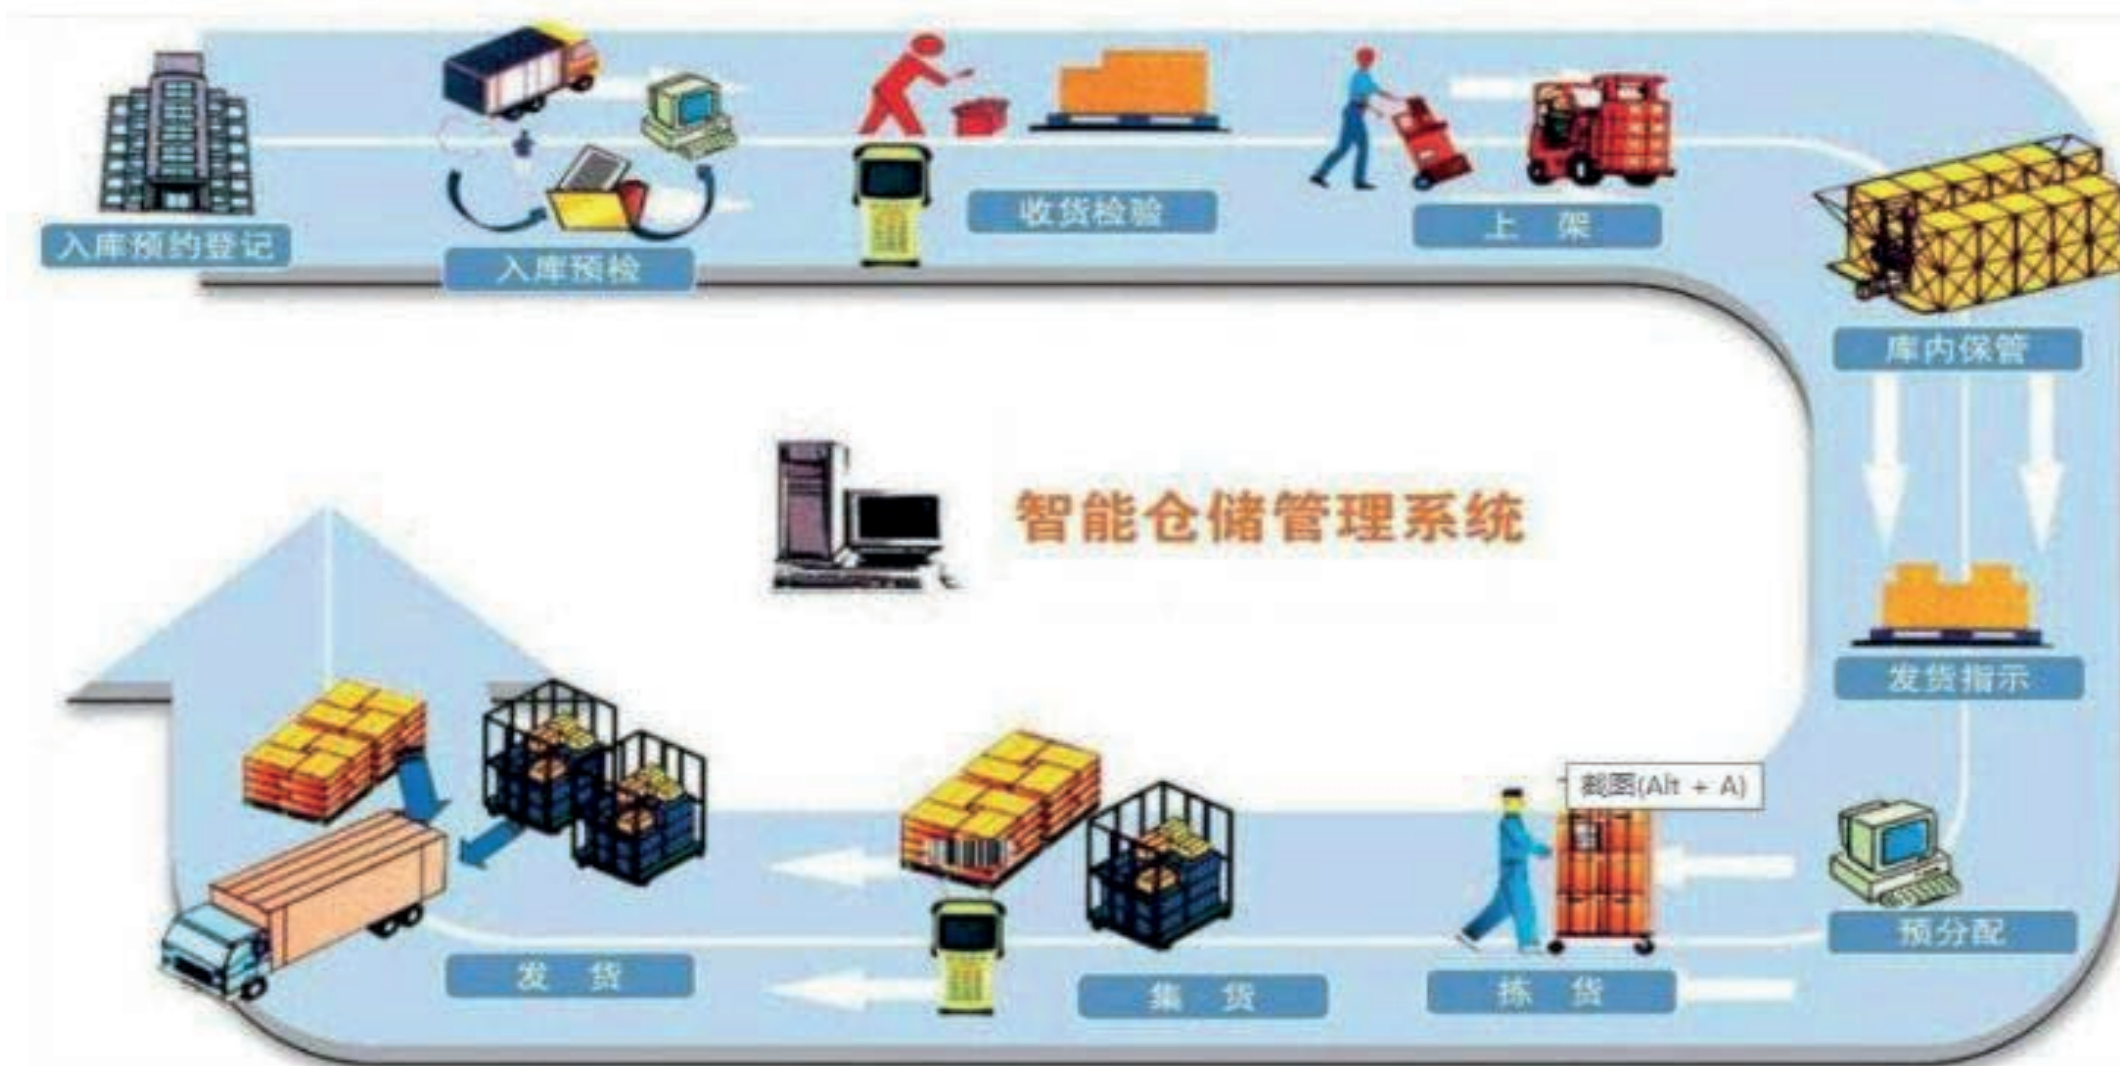 入库预约登记
入库预检
收货检验
上 架
库内保管
智能仓储管理系统
发货指示
截图(Alt + A)
预分配
拣 货
集 货
发 货